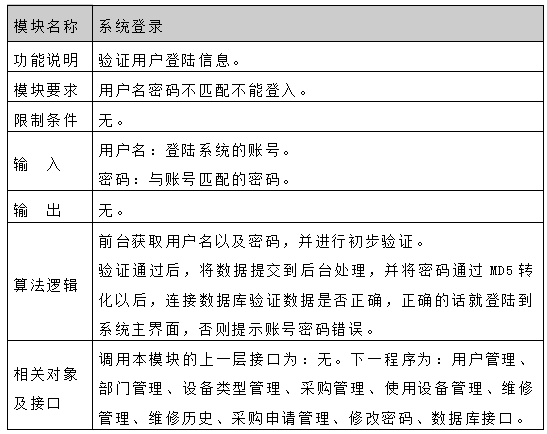 模块名称 系统登录
功能说明 验证用户登陆信息。
模块要求 用户名密码不匹配不能登入。
限制条件 无。
输 入 用户名：登陆系统的账号。
密码：与账号匹配的密码。
输 出 无。
算法逻辑 前台获取用户名以及密码，并进行初步验证。
验证通过后，将数据提交到后台处理，并将密码通过 MD5 转
化以后，连接数据库验证数据是否正确，正确的话就登陆到
系统主界面，否则提示账号密码错误。
相关对象
及接口 调用本模块的上一层接口为：无。下一程序为：用户管理、
部门管理、设备类型管理、采购管理、使用设备管理、维修
管理、维修历史、采购申请管理、修改密码、数据库接口。